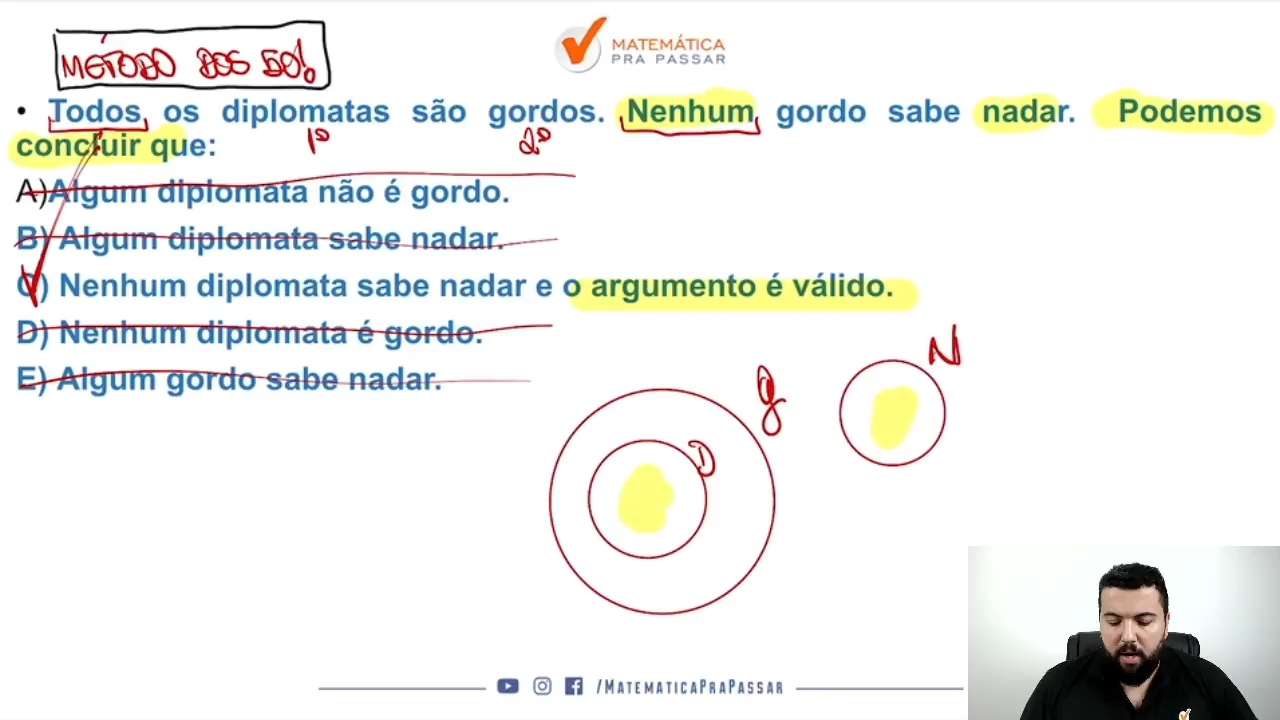 MÉTODO DOS 50!
MATEMÁTICA
PRA PASSAR
• Todos os diplomatas são gordos. Nenhum gordo sabe nadar. Podemos
concluir que:
1º 2º
A)Algum diplomata não é gordo.
B) Algum diplomata sabe nadar.
C) Nenhum diplomata sabe nadar e o argumento é válido.
D) Nenhum diplomata é gordo.
E) Algum gordo sabe nadar.
N
g
D
/MATEMATICAPRAPASSAR